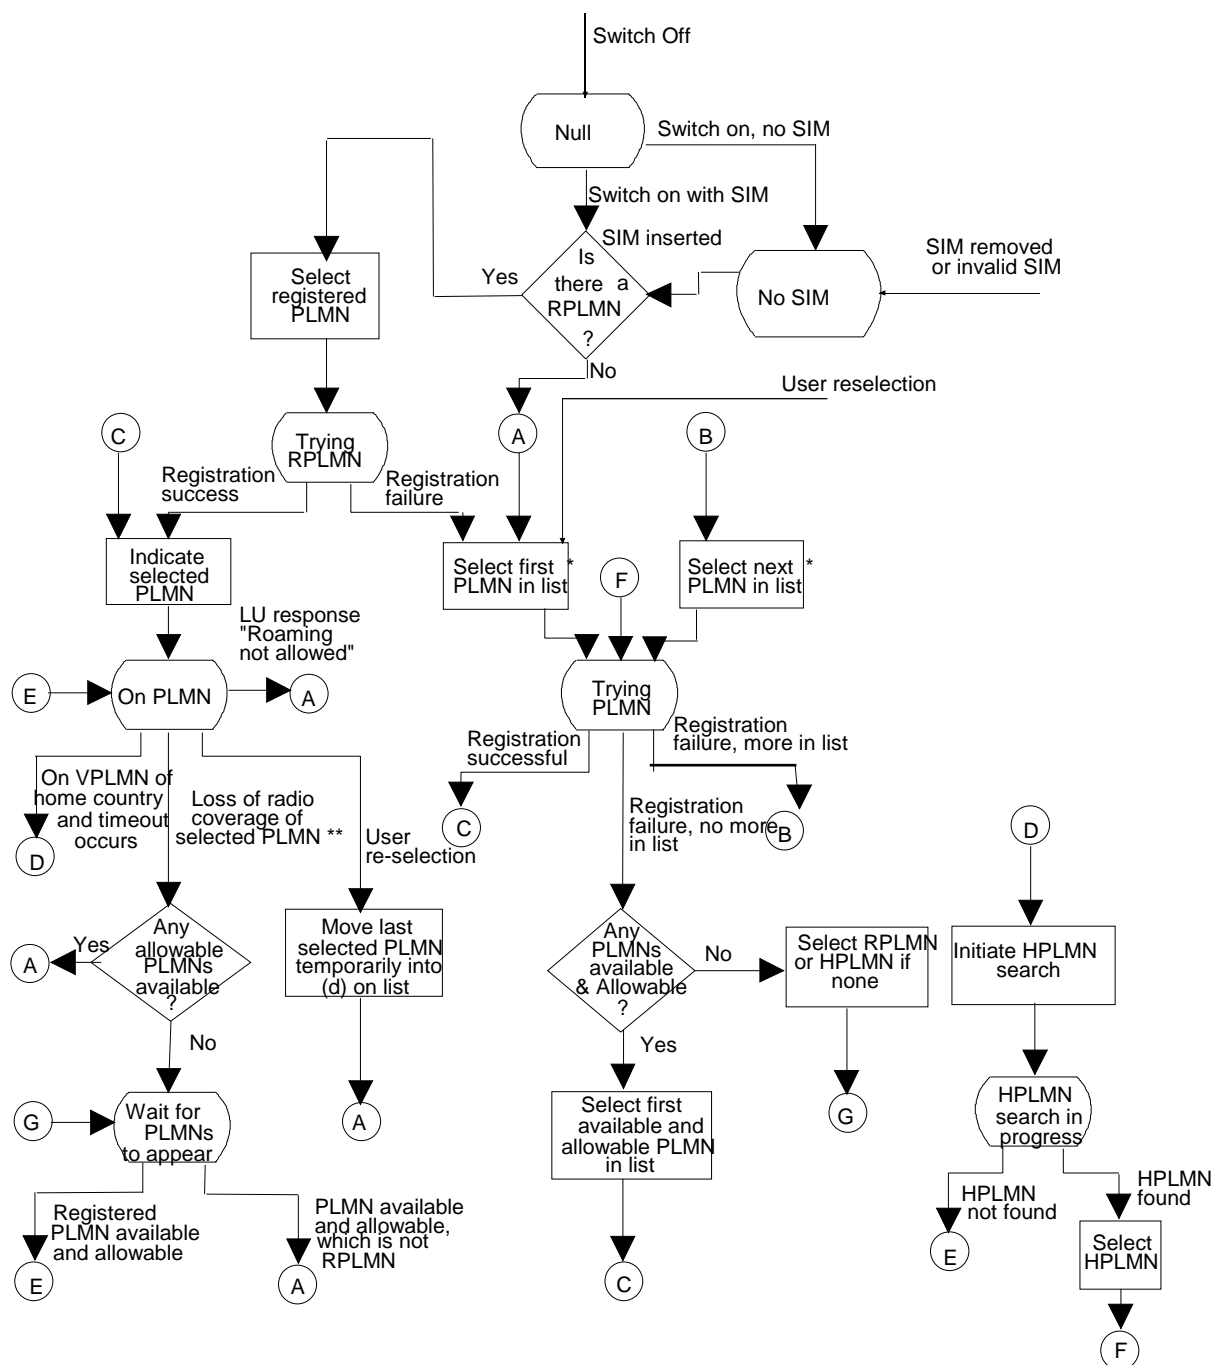 Switch Off
Null
Switch on, no SIM
Switch on with SIM
SIM inserted
SIM removed
or invalid SIM
Is
there a
RPLMN
?
Yes
No SIM
Select
registered
PLMN
No
User reselection
C
Trying
RPLMN
A
B
Registration
success
Registration
failure
Indicate
selected
PLMN
Select first *
PLMN in list
F
Select next *
PLMN in list
LU response
"Roaming
not allowed"
E
On PLMN
A
Trying
PLMN
Registration
successful
Registration
failure, more in list
On VPLMN of
home country
and timeout
occurs
D
Loss of radio
coverage of
selected PLMN **
User
re-selection
C
Registration
failure, no more
in list
B
D
Any
allowable
PLMNs
available
?
Yes
A
Move last
selected PLMN
temporarily into
(d) on list
Any
PLMNs
available
& Allowable
?
No
Select RPLMN
or HPLMN if
none
Initiate HPLMN
search
No
Yes
G
Wait for
PLMNs
to appear
A
Select first
available and
allowable PLMN
in list
G
HPLMN
search in
progress
Registered
PLMN available
and allowable
PLMN available
and allowable,
which is not
RPLMN
HPLMN
not found
HPLMN
found
E
A
C
E
Select
HPLMN
F